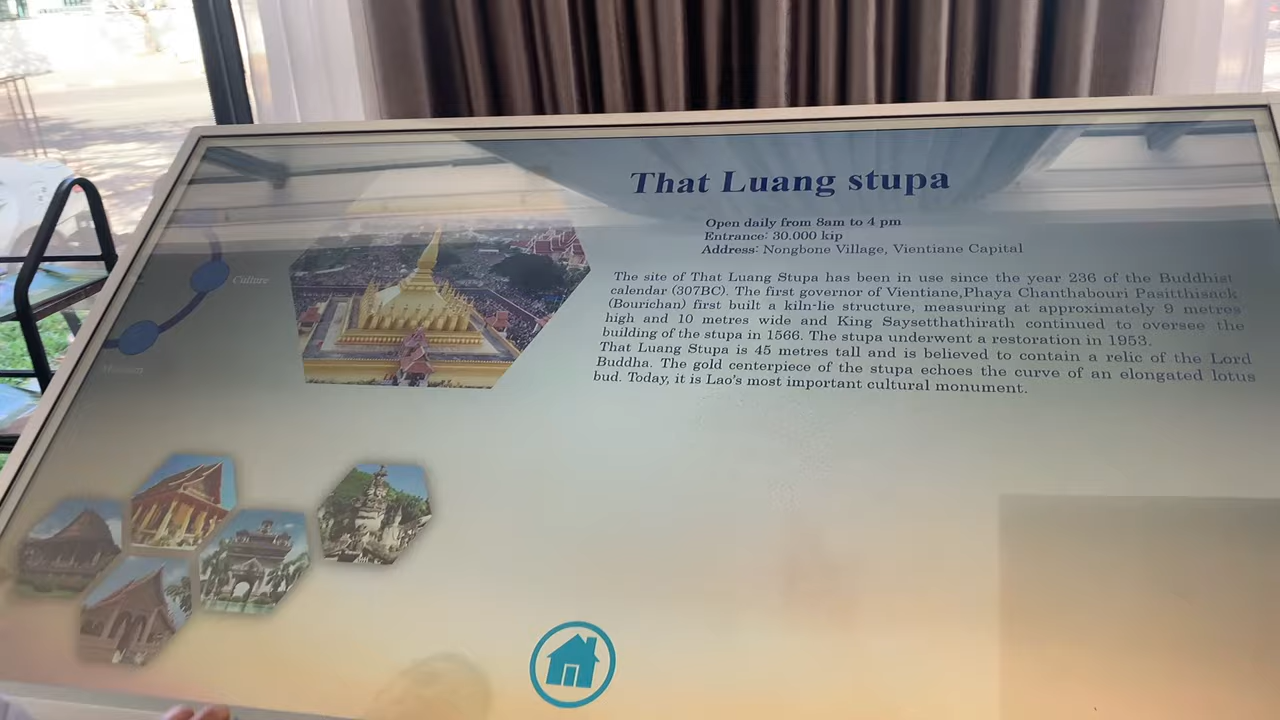 That Luang stupa
Open daily from 8am to 4 pm
Entrance: 30.000 kip
Address: Nongbone Village, Vientiane Capital
Culture
Museum
The site of That Luang Stupa has been in use since the year 236 of the Buddhist
calendar (307BC). The first governor of Vientiane,Phaya Chanthabouri Pasitthisack
(Bourichan) first built a kiln-lie structure, measuring at approximately 9 metres
high and 10 metres wide and King Saysetthathirath continued to oversee the
building of the stupa in 1566. The stupa underwent a restoration in 1953.
That Luang Stupa is 45 metres tall and is believed to contain a relic of the Lord
Buddha. The gold centerpiece of the stupa echoes the curve of an elongated lotus
bud. Today, it is Lao's most important cultural monument.